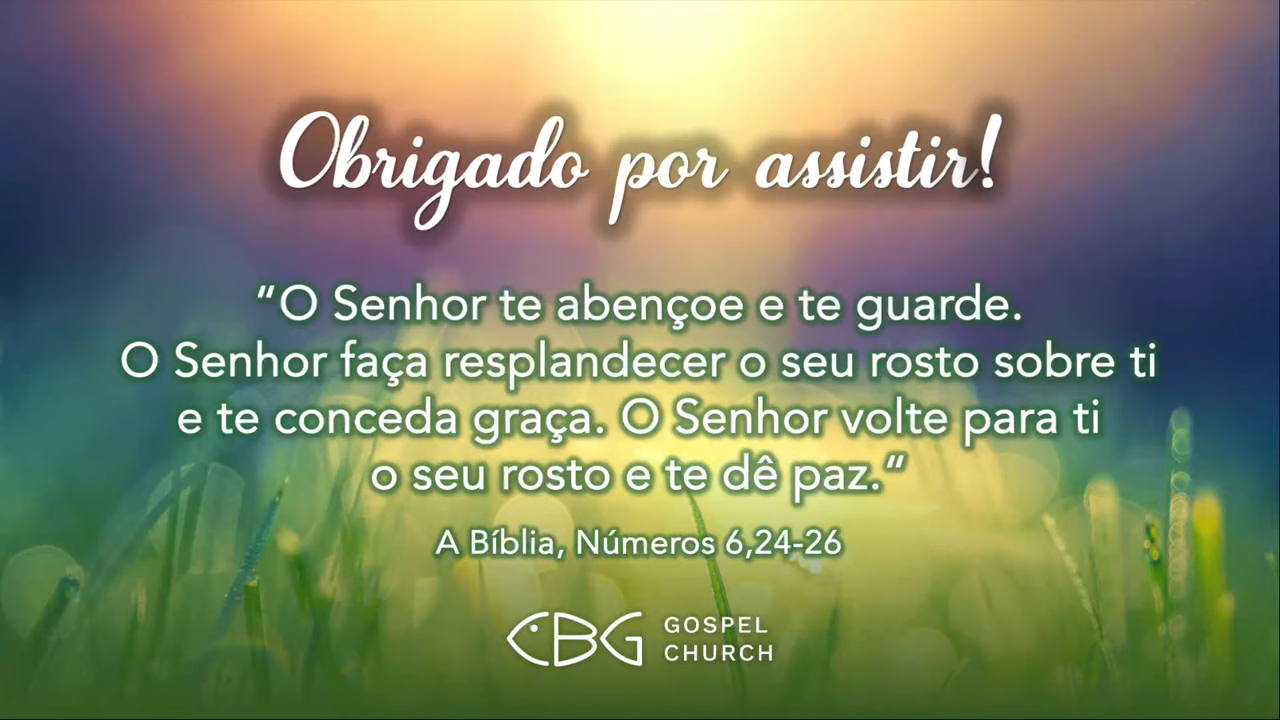 Obrigado por assistir!
“O Senhor te abençoe e te guarde.
O Senhor faça resplandecer o seu rosto sobre ti
e te conceda graça. O Senhor volte para ti
o seu rosto e te dê paz.“
A Bíblia, Números 6,24-26
CBG GOSPEL
CHURCH